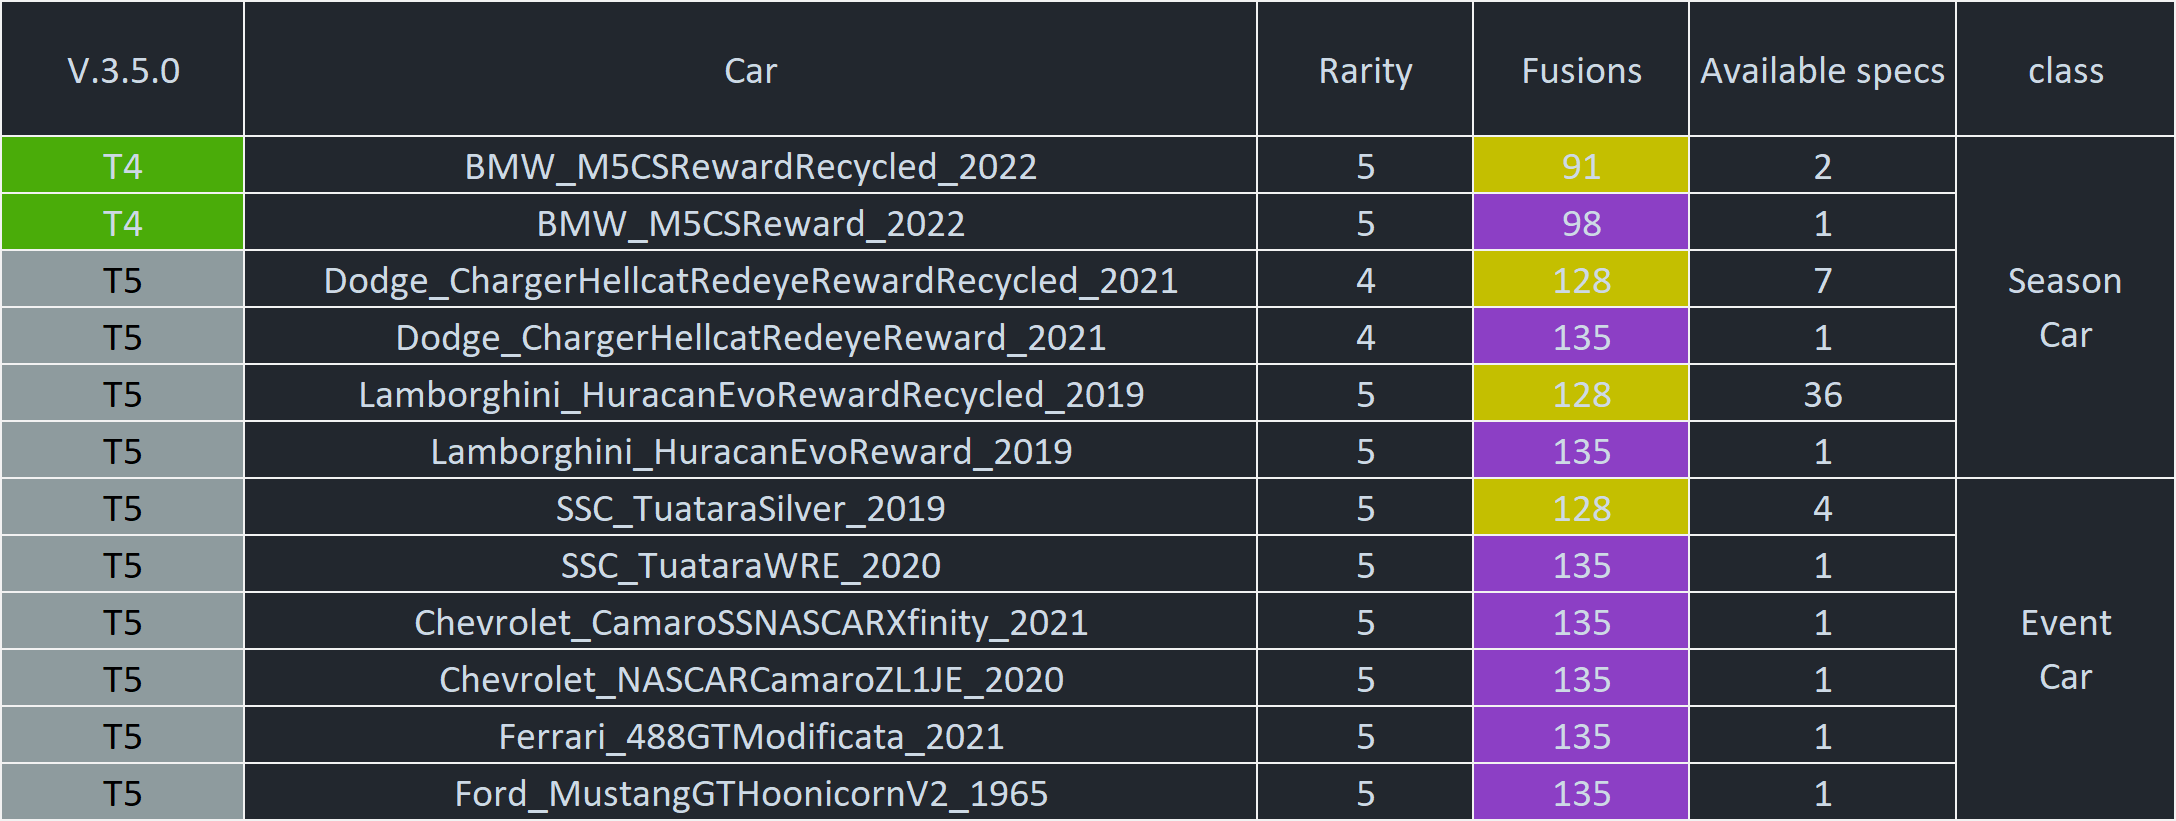 V.3.5.0 Car Rarity Fusions Available specs class
T4 BMW_M5CSRewardRecycled_2022 5 91 2
T4 BMW_M5CSReward_2022 5 98 1
T5 Dodge_ChargerHellcatRedeyeRewardRecycled_2021 4 128 7
T5 Dodge_ChargerHellcatRedeyeReward_2021 4 135 1
T5 Lamborghini_HuracanEvoRewardRecycled_2019 5 128 36
T5 Lamborghini_HuracanEvoReward_2019 5 135 1
Season
Car
T5 SSC_TuataraSilver_2019 5 128 4
T5 SSC_TuataraWRE_2020 5 135 1
T5 Chevrolet_CamaroSSNASCARXfinity_2021 5 135 1
T5 Chevrolet_NASCARCamaroZL1JE_2020 5 135 1
T5 Ferrari_488GTModificata_2021 5 135 1
T5 Ford_MustangGTHoonicornV2_1965 5 135 1
Event
Car